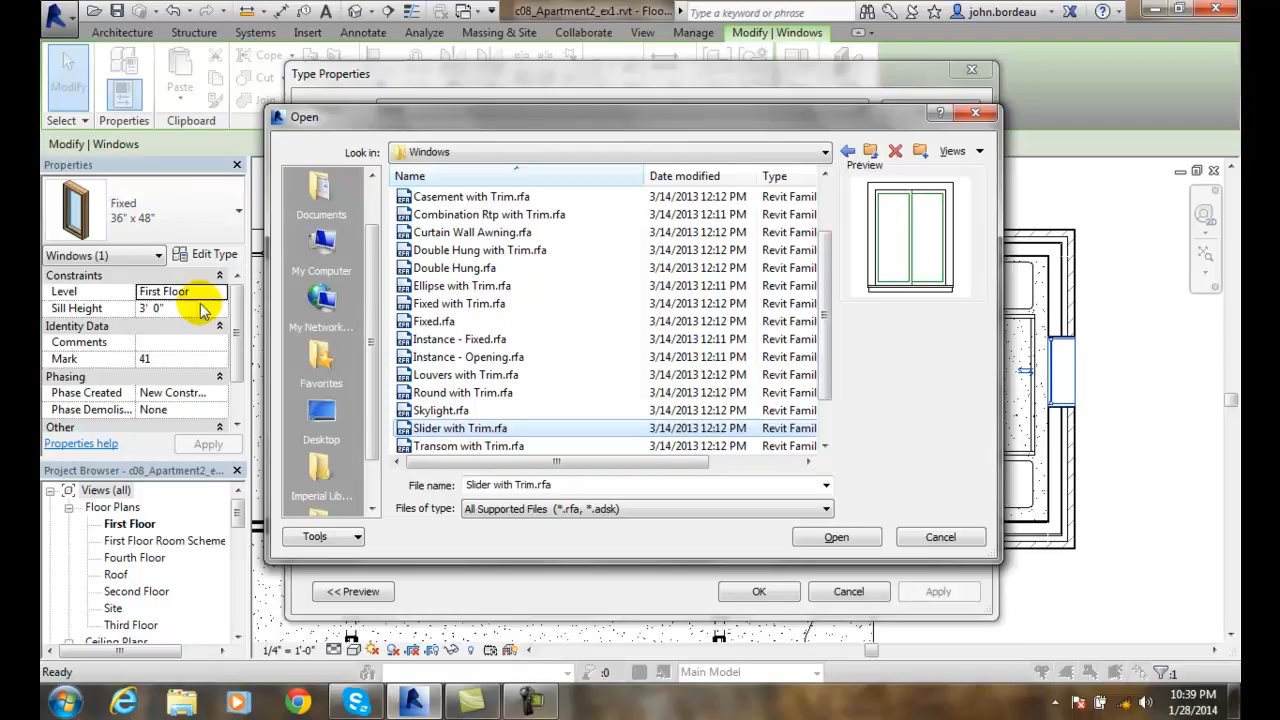 c08_Apartment2_ex1.rvt - Floo...
Type a keyword or phrase
john.bordeau
Architecture Structure Systems Insert Annotate Analyze Massing & Site Collaborate View Manage Modify | Windows
Modify
Properties
Paste
Cope
Cut
Join
Select Properties Clipboard
Modify | Windows
Properties
Fixed
36" x 48"
Windows (1)
Edit Type
Constraints
Level First Floor
Sill Height 3' 0"
Identity Data
Comments
Mark 41
Phasing
Phase Created New Constr...
Phase Demolis... None
Other
Properties help
Apply
Project Browser - c08_Apartment2_e...
Views (all)
Floor Plans
First Floor
First Floor Room Scheme
Fourth Floor
Roof
Second Floor
Site
Third Floor
Ceiling Plans
Type Properties
Open
Look in: Windows
Views
Documents
My Computer
My Network...
Favorites
Desktop
Imperial Lib...
Name Date modified Type
Casement with Trim.rfa 3/14/2013 12:12 PM Revit Famil
Combination Rtp with Trim.rfa 3/14/2013 12:12 PM Revit Famil
Curtain Wall Awning.rfa 3/14/2013 12:12 PM Revit Famil
Double Hung with Trim.rfa 3/14/2013 12:12 PM Revit Famil
Double Hung.rfa 3/14/2013 12:12 PM Revit Famil
Ellipse with Trim.rfa 3/14/2013 12:11 PM Revit Famil
Fixed with Trim.rfa 3/14/2013 12:12 PM Revit Famil
Fixed.rfa 3/14/2013 12:12 PM Revit Famil
Instance - Fixed.rfa 3/14/2013 12:11 PM Revit Famil
Instance - Opening.rfa 3/14/2013 12:11 PM Revit Famil
Louvers with Trim.rfa 3/14/2013 12:12 PM Revit Famil
Round with Trim.rfa 3/14/2013 12:12 PM Revit Famil
Skylight.rfa 3/14/2013 12:12 PM Revit Famil
Slider with Trim.rfa 3/14/2013 12:12 PM Revit Famil
Transom with Trim.rfa 3/14/2013 12:12 PM Revit Famil
Preview
File name: Slider with Trim.rfa
Files of type: All Supported Files (*.rfa, *.adsk)
Tools
Open
Cancel
<< Preview
OK
Cancel
Apply
1/4" = 1'-0"
Ready
:0
Main Model
:1
10:39 PM
1/28/2014